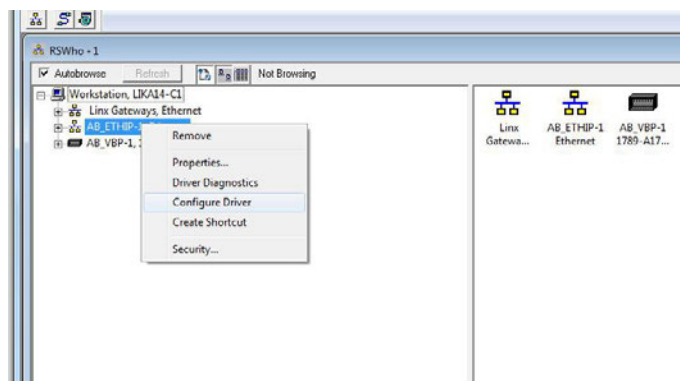 RSWho - 1
Autobrowse Refresh Not Browsing
Workstation, LIKA14-C1
Linx Gateways, Ethernet
AB_ETHIP-1,
AB_VBP-1,
Remove
Properties...
Driver Diagnostics
Configure Driver
Create Shortcut
Security...
Linx
Gatewa...
AB_ETHIP-1
Ethernet
AB_VBP-1
1789-A17...